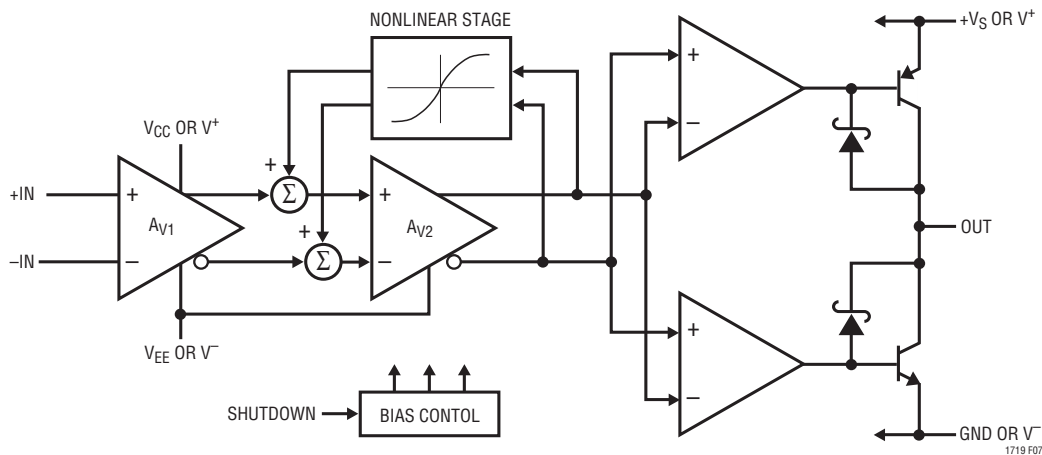 NONLINEAR STAGE
+VS OR V+
VCC OR V+
+
–
+
+IN
+
AV1
–
–IN
Σ
+
Σ
+
AV2
–
OUT
VEE OR V–
+
–
SHUTDOWN
BIAS CONTOL
GND OR V–
1719 F07